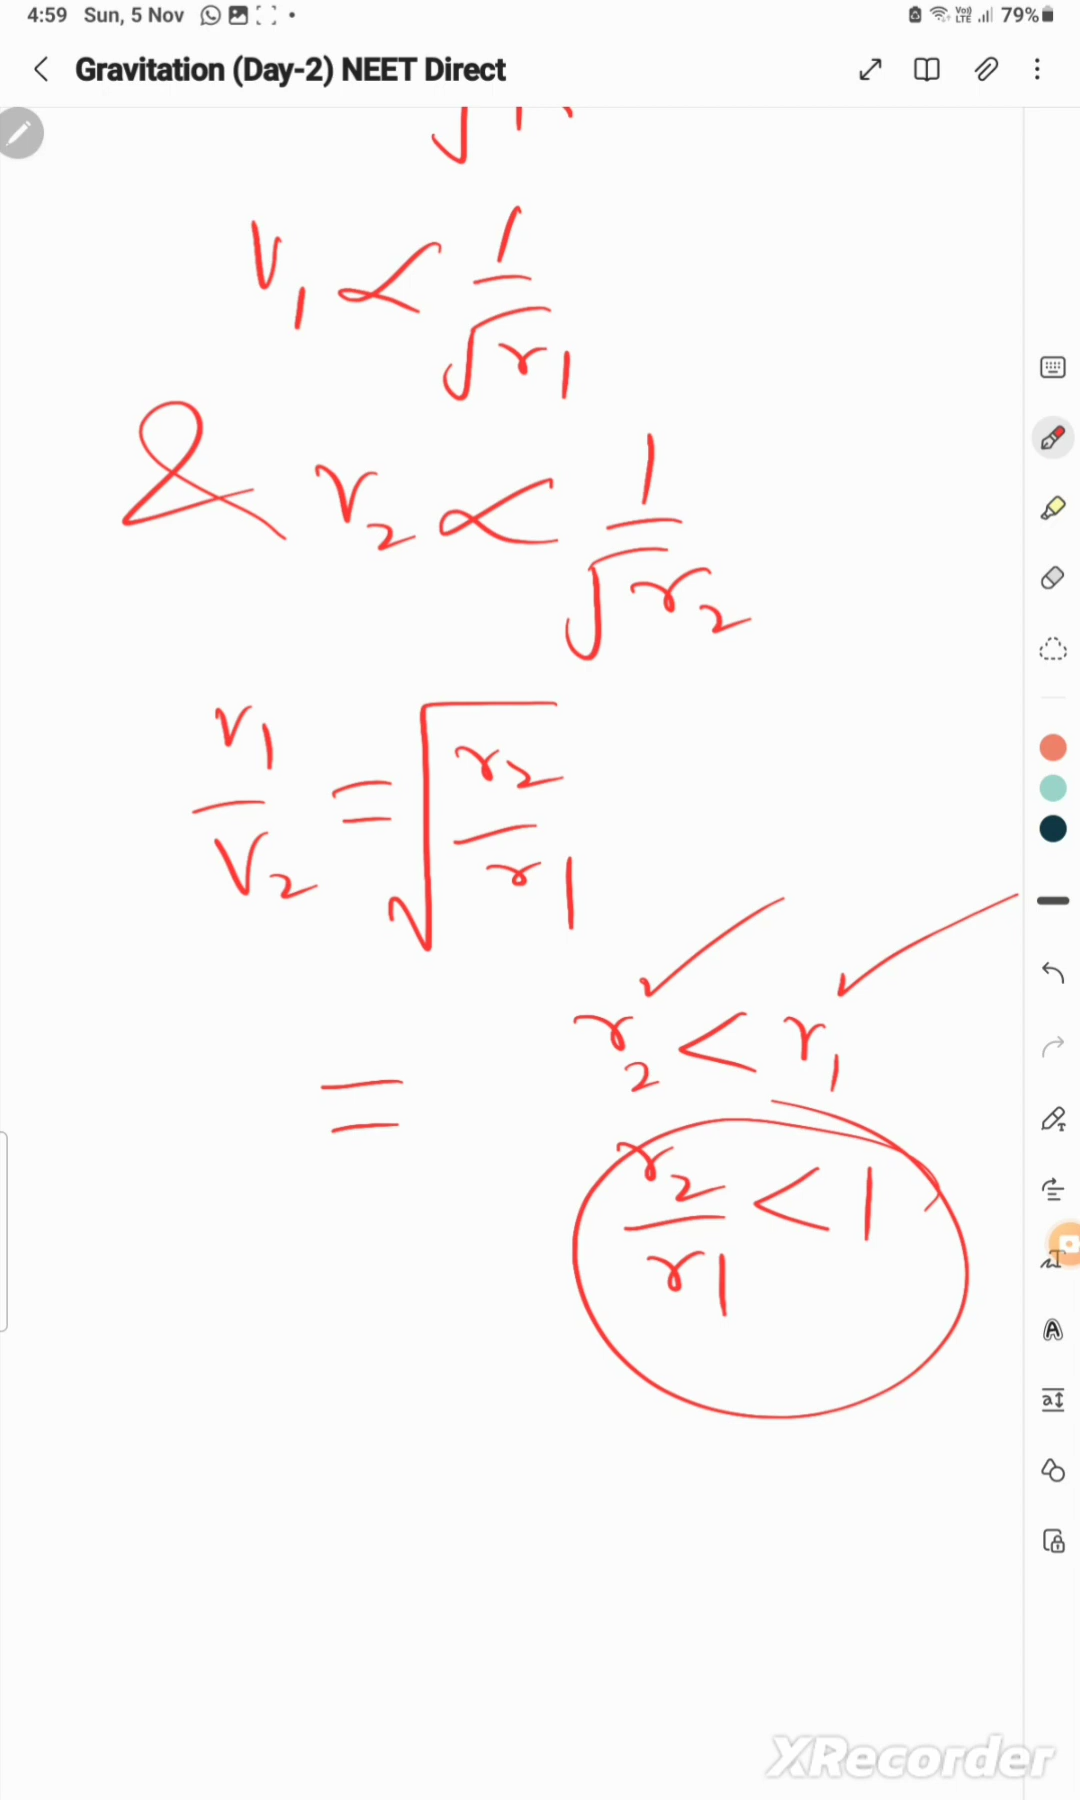 4:59 Sun, 5 Nov 79%
Gravitation (Day-2) NEET Direct
V₁ ∝ 1/√r₁
& V₂ ∝ 1/√r₂
V₁/V₂ = √(r₂/r₁)
r₂ < r₁
=
r₂/r₁ < 1
XRecorder